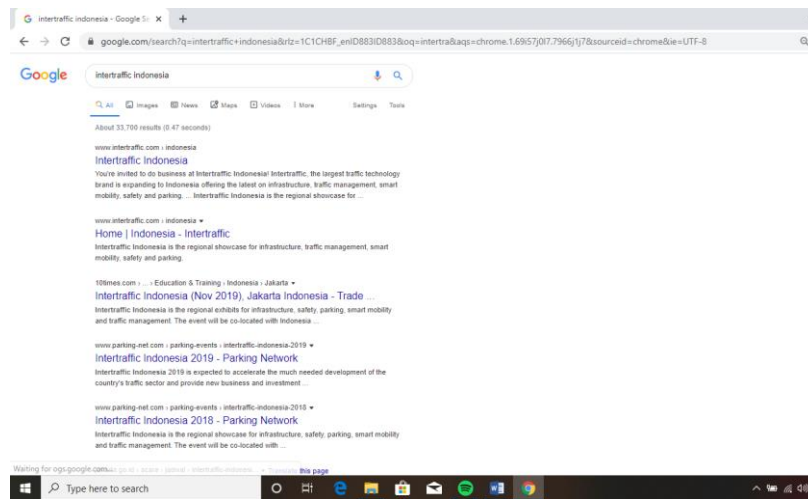 intertraffic indonesia - Google Se
google.com/search?q=intertraffic+indonesia&rlz=1C1CHBF_enID883ID883&oq=intertra&aqs=chrome.1.69i57j0l7.7966j1j7&sourceid=chrome&ie=UTF-8
Google
intertraffic indonesia
All Images News Maps Videos More Settings Tools
About 33,700 results (0.47 seconds)
www.intertraffic.com › indonesia
Intertraffic Indonesia
You're invited to do business at Intertraffic Indonesia! Intertraffic, the largest traffic technology
brand is expanding to Indonesia offering the latest on infrastructure, traffic management, smart
mobility, safety and parking. ... Intertraffic Indonesia is the regional showcase for ...
www.intertraffic.com › indonesia
Home | Indonesia - Intertraffic
Intertraffic Indonesia is the regional showcase for infrastructure, traffic management, smart
mobility, safety and parking.
10times.com › ... › Education & Training › Indonesia › Jakarta
Intertraffic Indonesia (Nov 2019), Jakarta Indonesia - Trade ...
Intertraffic Indonesia is the regional exhibits for infrastructure, safety, parking, smart mobility
and traffic management. The event will be co-located with Indonesia ...
www.parking-net.com › parking-events › intertraffic-indonesia-2019
Intertraffic Indonesia 2019 - Parking Network
Intertraffic Indonesia 2019 is expected to accelerate the much needed development of the
country's traffic sector and provide new business and investment ...
www.parking-net.com › parking-events › intertraffic-indonesia-2018
Intertraffic Indonesia 2018 - Parking Network
Intertraffic Indonesia is the regional showcase for infrastructure, safety, parking, smart mobility
and traffic management. The event will be co-located with ...
Waiting for ogs.google.com... Translate this page
Type here to search